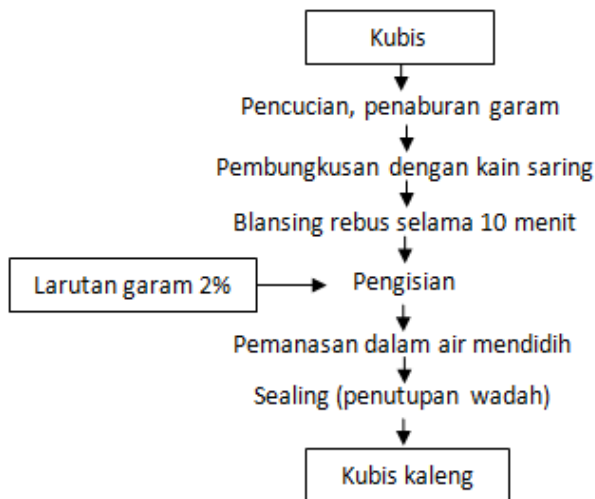 Kubis
Pencucian, penaburan garam
Pembungkusan dengan kain saring
Blansing rebus selama 10 menit
Larutan garam 2%
Pengisian
Pemanasan dalam air mendidih
Sealing (penutupan wadah)
Kubis kaleng